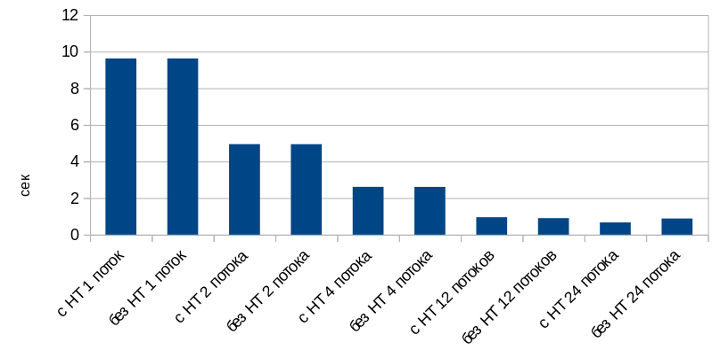 12
10
8
6
4
2
0
сек
с HT 1 поток
без HT 1 поток
с HT 2 потока
без HT 2 потока
с HT 4 потока
без HT 4 потока
с HT 12 потоков
без HT 12 потоков
с HT 24 потока
без HT 24 потока